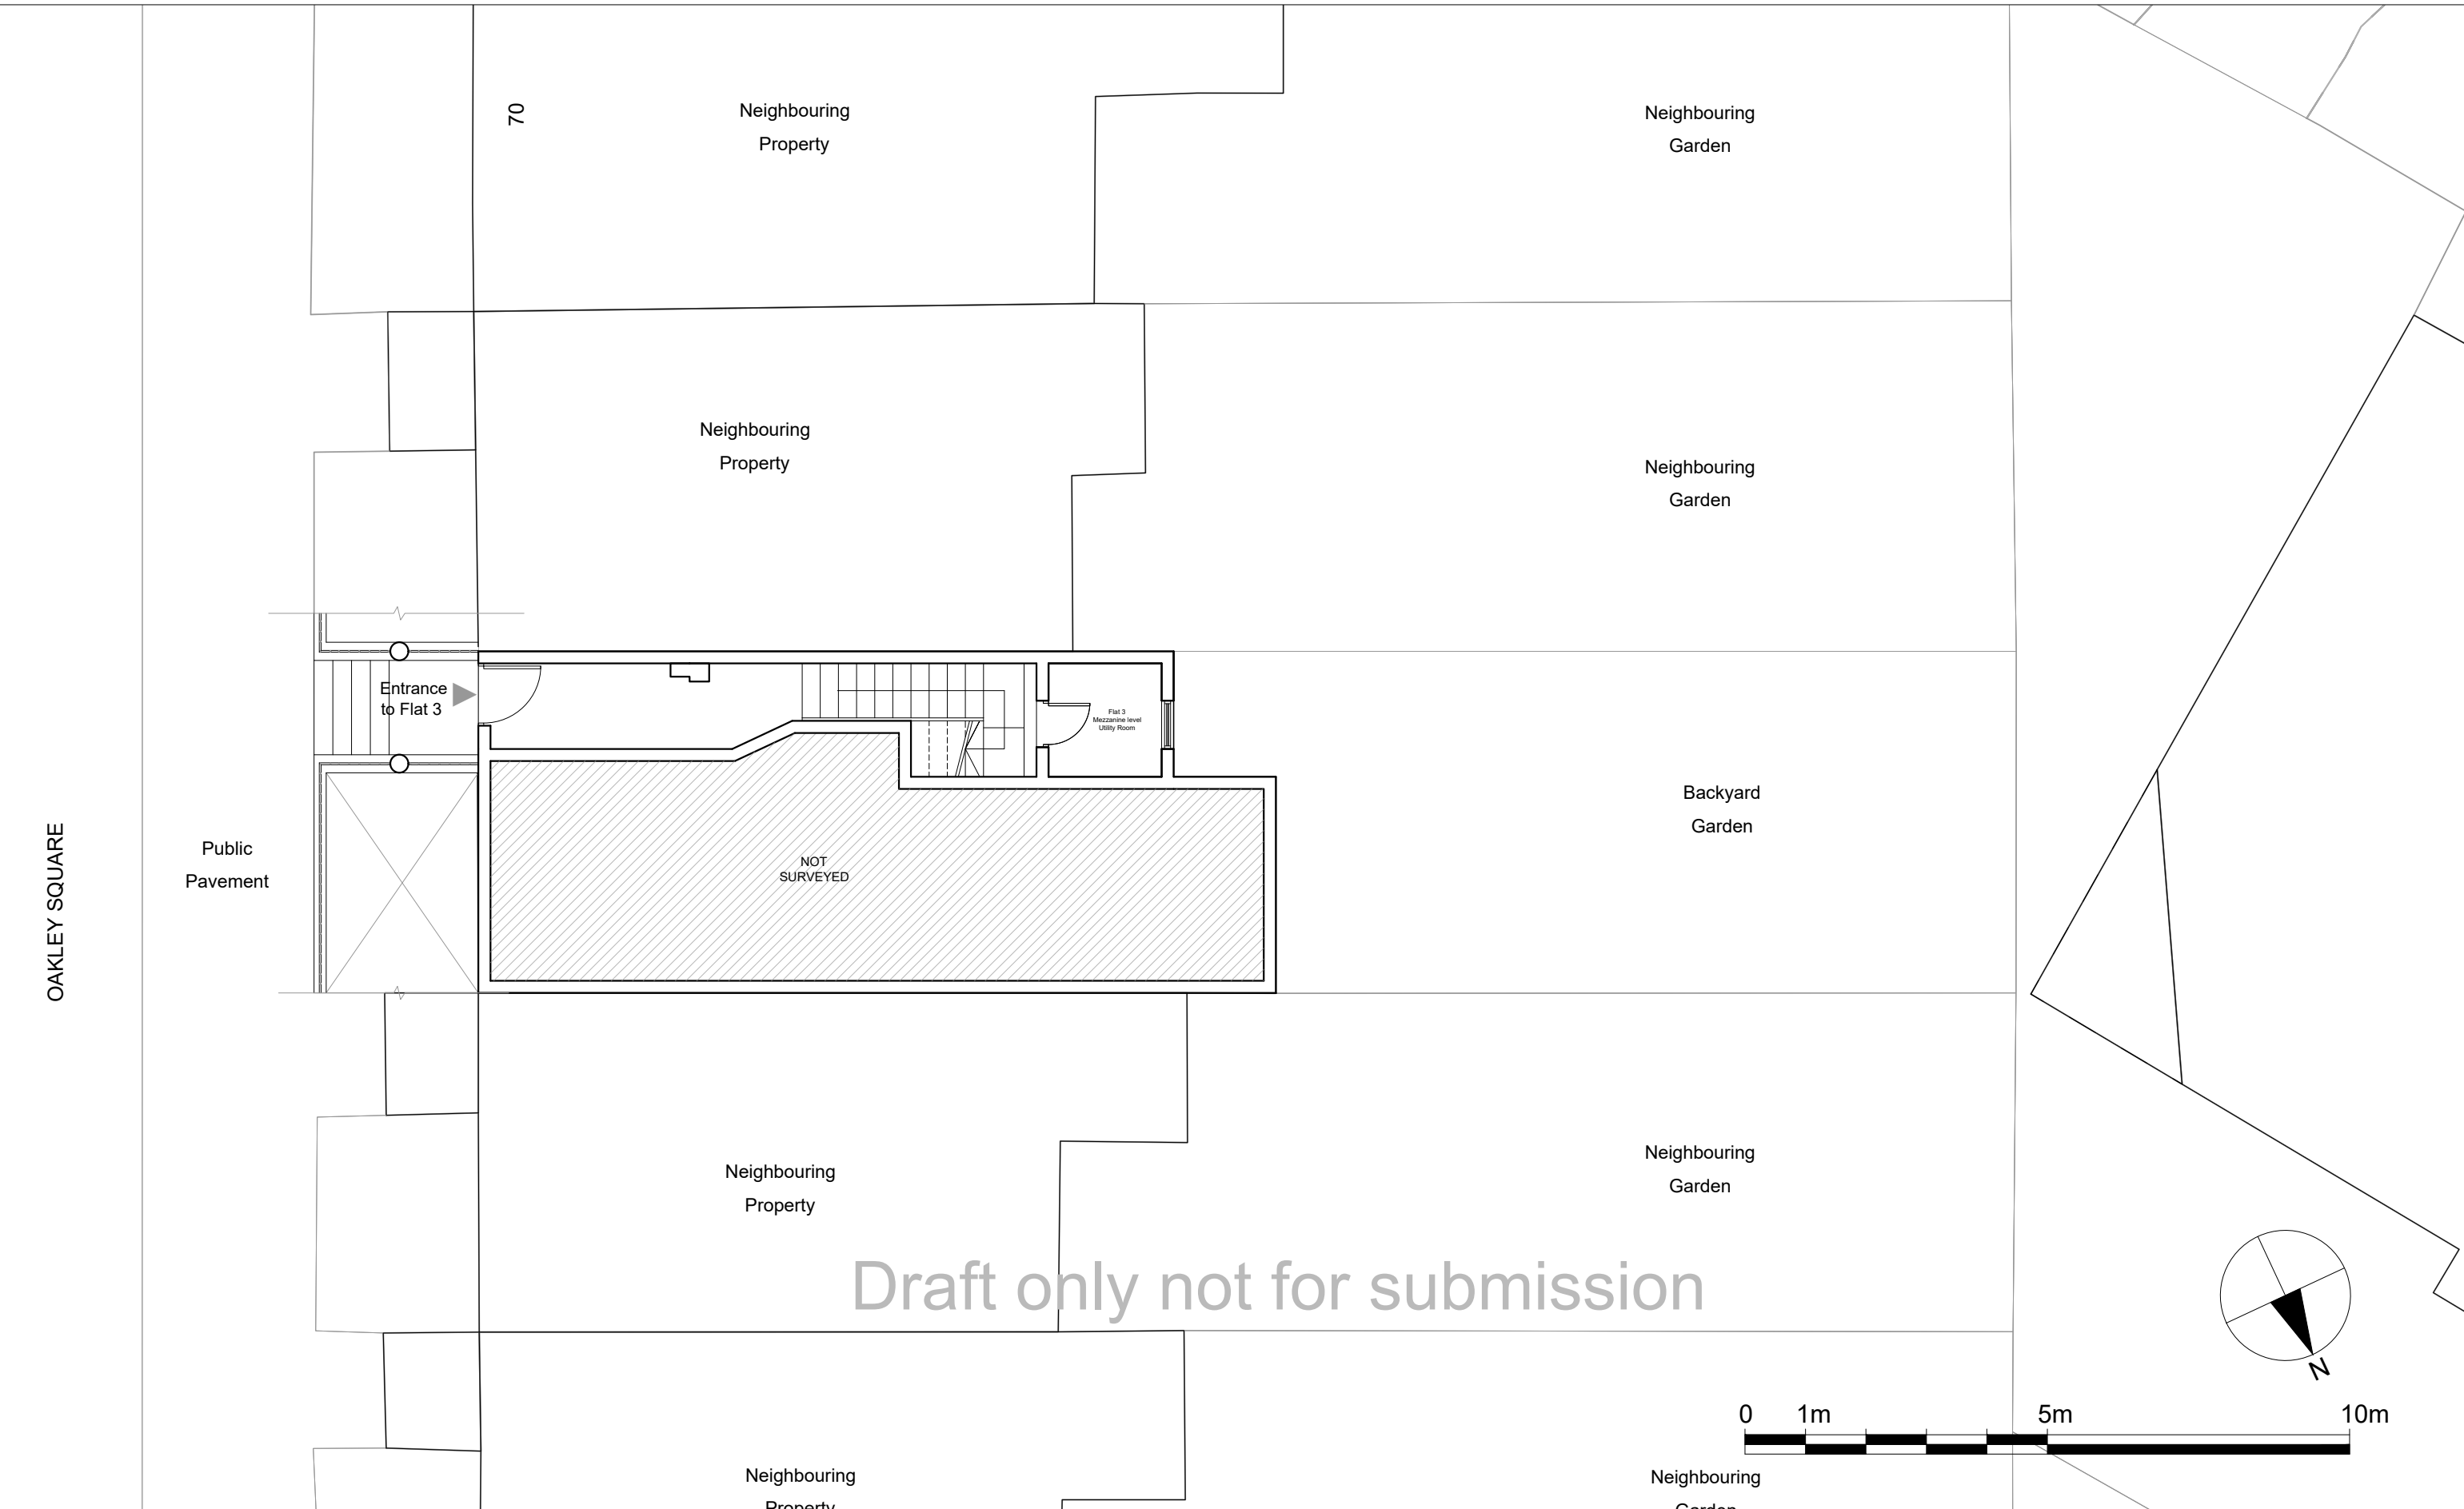 70
Neighbouring
Property
Neighbouring
Garden
Neighbouring
Property
Neighbouring
Garden
Entrance
to Flat 3
Flat 3
Mezzanine level
Utility Room
Backyard
Garden
OAKLEY SQUARE
Public
Pavement
NOT
SURVEYED
Neighbouring
Property
Neighbouring
Garden
Draft only not for submission
N
0 1m 5m 10m
Neighbouring
Property
Neighbouring
Garden